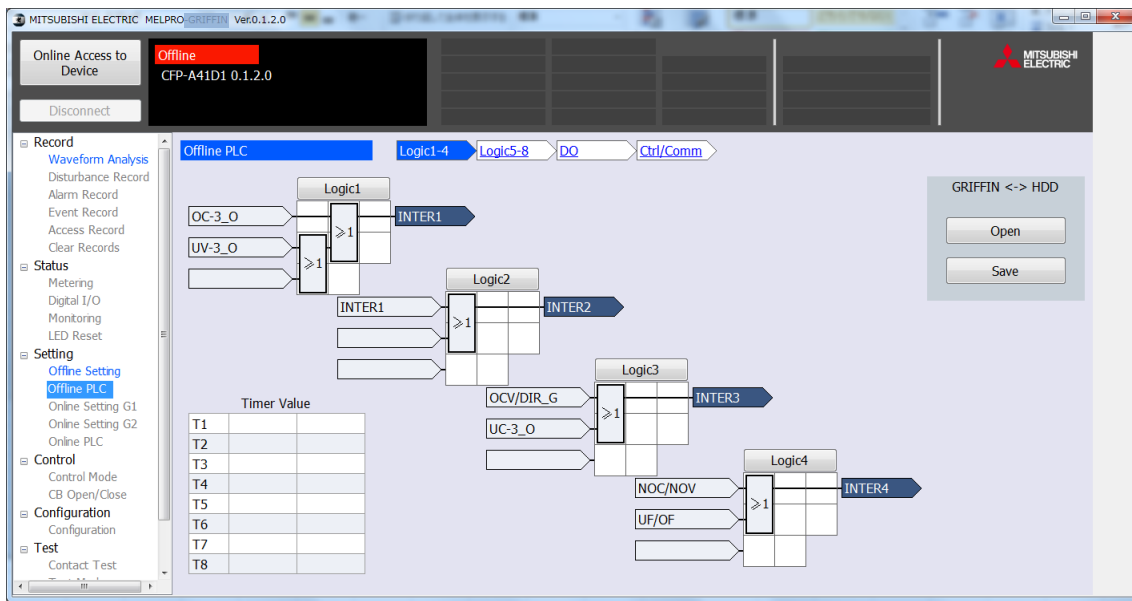 MITSUBISHI ELECTRIC MELPRO-GRIFFIN Ver.0.1.2.0
Online Access to
Device
Disconnect
Offline
CFP-A41D1 0.1.2.0
MITSUBISHI
ELECTRIC
Record
Waveform Analysis
Disturbance Record
Alarm Record
Event Record
Access Record
Clear Records
Status
Metering
Digital I/O
Monitoring
LED Reset
Setting
Offline Setting
Offline PLC
Online Setting G1
Online Setting G2
Online PLC
Control
Control Mode
CB Open/Close
Configuration
Configuration
Test
Contact Test
Offline PLC
Logic1-4
Logic5-8
DO
Ctrl/Comm
Logic1
OC-3_O
UV-3_O
≥1
≥1
INTER1
Logic2
INTER1
≥1
INTER2
Logic3
OCV/DIR_G
UC-3_O
≥1
INTER3
Logic4
NOC/NOV
UF/OF
≥1
INTER4
Timer Value
T1
T2
T3
T4
T5
T6
T7
T8
GRIFFIN <-> HDD
Open
Save